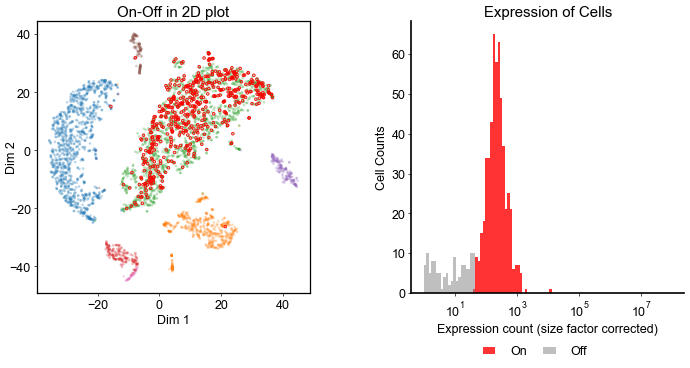 On-Off in 2D plot
40
20
0
−20
−40
Dim 2
−20 0 20 40
Dim 1
Expression of Cells
60
50
40
30
20
10
0
Cell Counts
10^1 10^3 10^5 10^7
Expression count (size factor corrected)
On Off